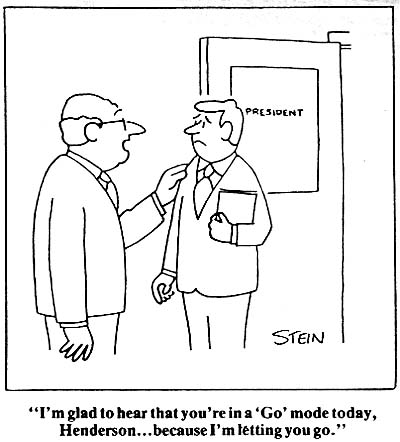 PRESIDENT
STEIN
"I'm glad to hear that you're in a 'Go' mode today,
Henderson...because I'm letting you go."